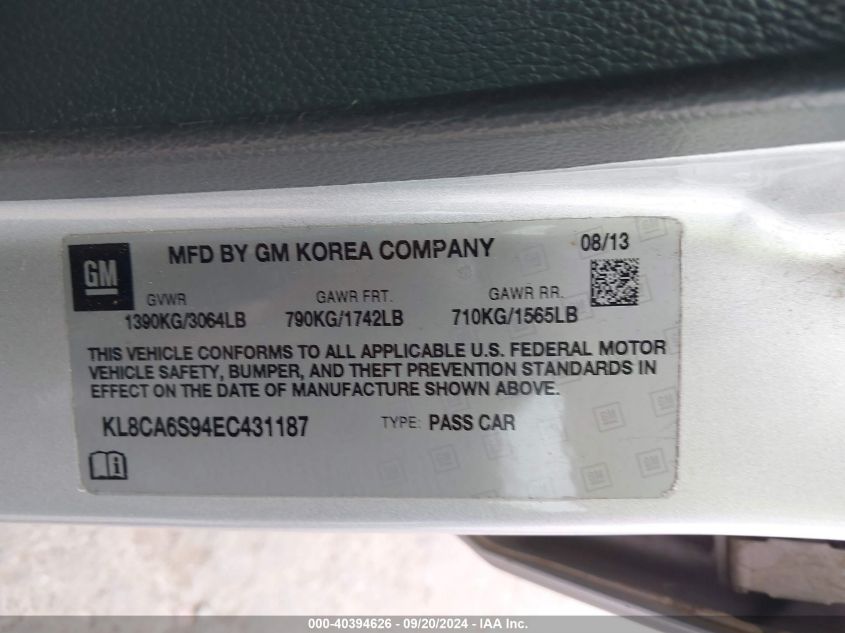 GM
MFD BY GM KOREA COMPANY
08/13
GVWR
GAWR FRT.
GAWR RR.
1390KG/3064LB
790KG/1742LB
710KG/1565LB
THIS VEHICLE CONFORMS TO ALL APPLICABLE U.S. FEDERAL MOTOR
VEHICLE SAFETY, BUMPER, AND THEFT PREVENTION STANDARDS IN
EFFECT ON THE DATE OF MANUFACTURE SHOWN ABOVE.
KL8CA6S94EC431187
TYPE: PASS CAR
000-40394626 - 09/20/2024 - IAA Inc.